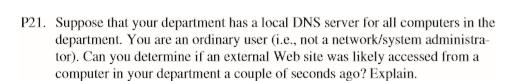 P21. Suppose that your department has a local DNS server for all computers in the
department. You are an ordinary user (i.e., not a network/system administra-
tor). Can you determine if an external Web site was likely accessed from a
computer in your department a couple of seconds ago? Explain.